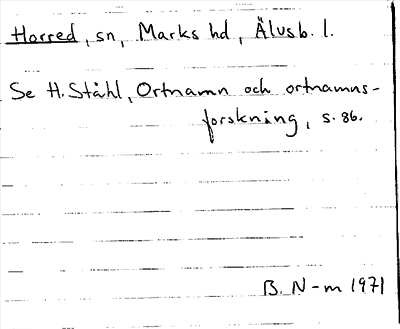 Horred, sn, Marks hd, Älvsb. l.
Se H. Ståhl, Ortnamn och ortnamns-
forskning, s. 86.
B. N-m 1971